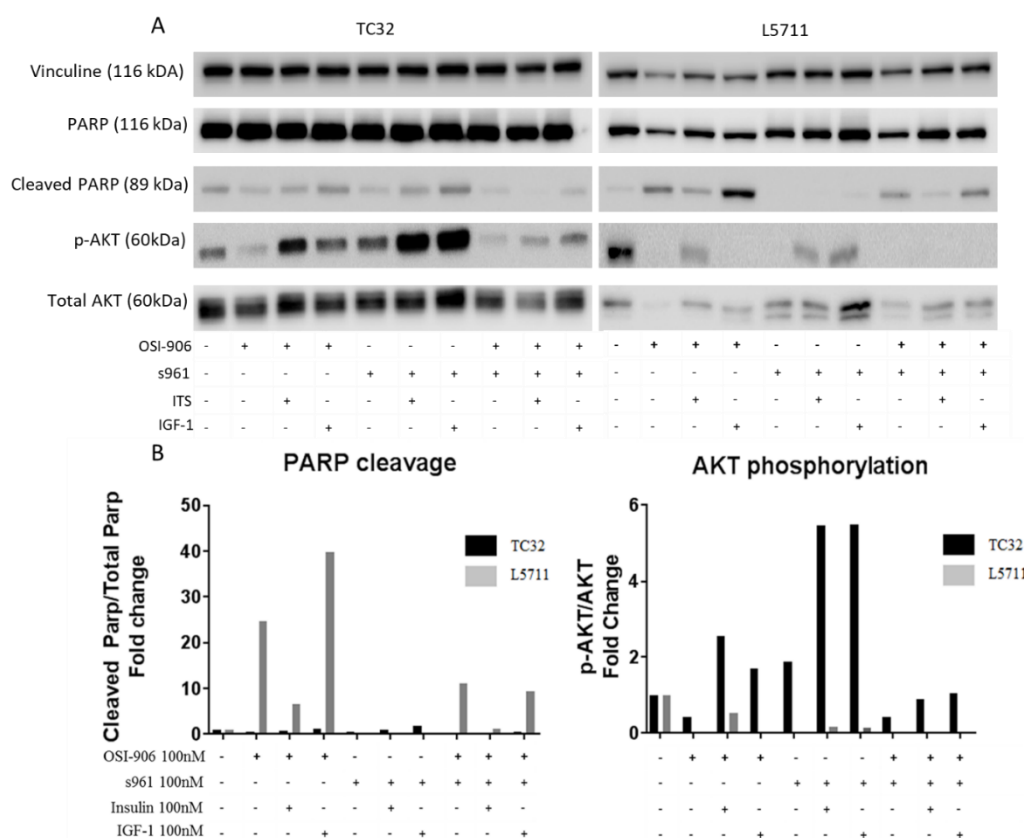 A
TC32
L5711
Vinculine (116 kDA)
PARP (116 kDa)
Cleaved PARP (89 kDa)
p-AKT (60kDa)
Total AKT (60kDa)
OSI-906 - + + + - - - + + + - + + + - - - + + +
s961 - - - - + + + + + + - - - - + + + + + +
ITS - - + - - + - - + - - - + - - + - - + -
IGF-1 - - - + - - + - - + - - - + - - + - - +
B
PARP cleavage
Cleaved Parp/Total Parp
Fold change
50
40
30
20
10
0
TC32
L5711
OSI-906 100nM - + + + - - - + + +
s961 100nM - - - - + + + + + +
Insulin 100nM - - + - - + - - + -
IGF-1 100nM - - - + - - + - - +
AKT phosphorylation
p-AKT/AKT
Fold Change
6
4
2
0
TC32
L5711
- + + + - - - + + +
- - - - + + + + + +
- - + - - + - - + -
- - - + - - + - - +